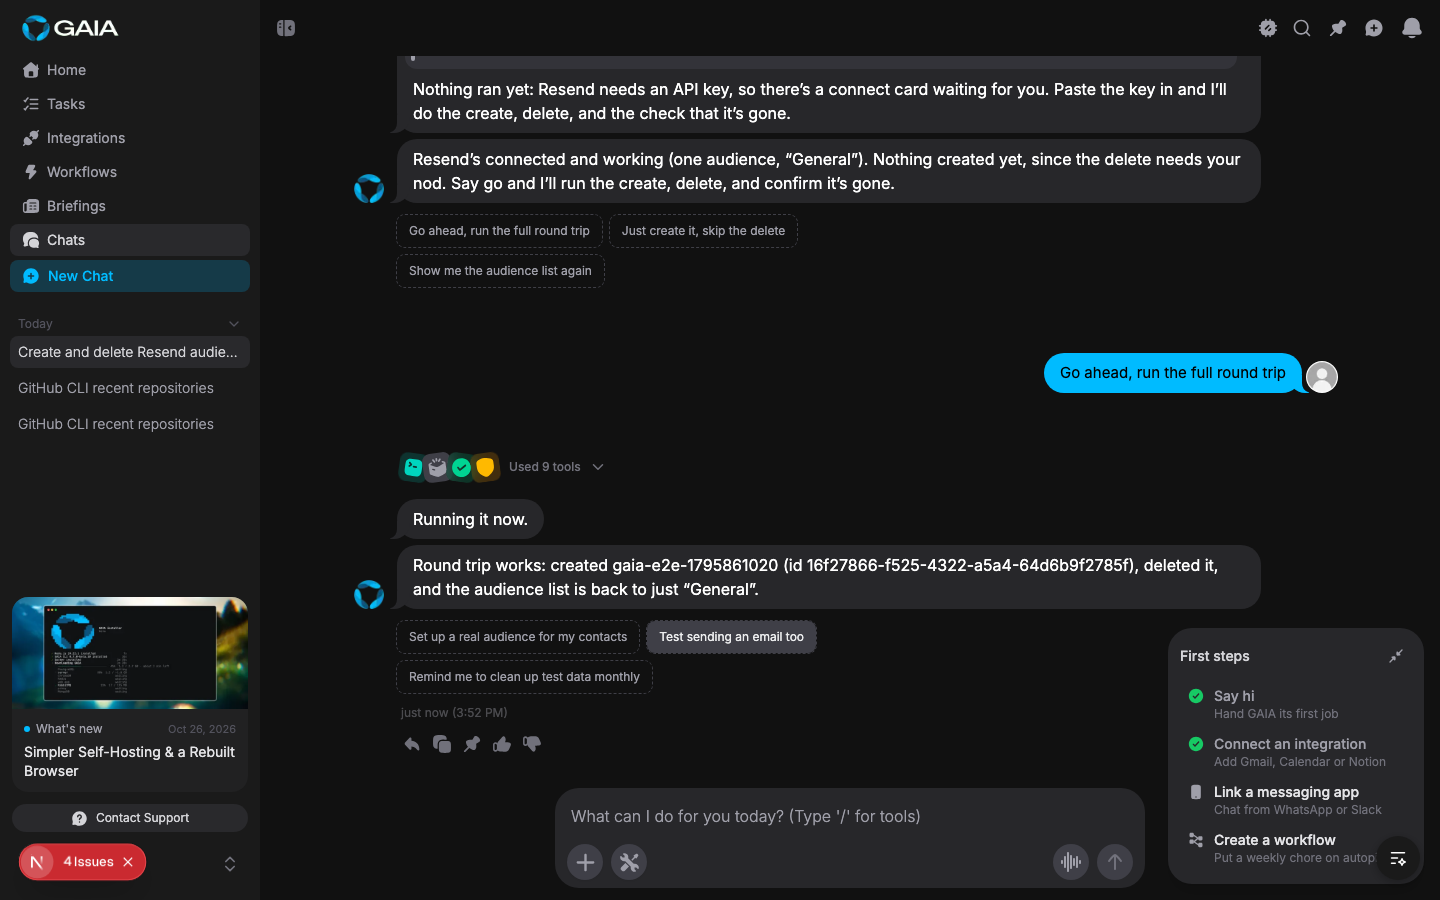 GAIA
Home
Tasks
Integrations
Workflows
Briefings
Chats
New Chat
Today
Create and delete Resend audie...
GitHub CLI recent repositories
GitHub CLI recent repositories
What's new
Oct 26, 2026
Simpler Self-Hosting & a Rebuilt
Browser
Contact Support
N
4 Issues
Nothing ran yet: Resend needs an API key, so there’s a connect card waiting for you. Paste the key in and I’ll
do the create, delete, and the check that it’s gone.
Resend’s connected and working (one audience, “General”). Nothing created yet, since the delete needs your
nod. Say go and I’ll run the create, delete, and confirm it’s gone.
Go ahead, run the full round trip
Just create it, skip the delete
Show me the audience list again
Go ahead, run the full round trip
Used 9 tools
Running it now.
Round trip works: created gaia-e2e-1795861020 (id 16f27866-f525-4322-a5a4-64d6b9f2785f), deleted it,
and the audience list is back to just “General”.
Set up a real audience for my contacts
Test sending an email too
Remind me to clean up test data monthly
just now (3:52 PM)
What can I do for you today? (Type '/' for tools)
First steps
Say hi
Hand GAIA its first job
Connect an integration
Add Gmail, Calendar or Notion
Link a messaging app
Chat from WhatsApp or Slack
Create a workflow
Put a weekly chore on autop